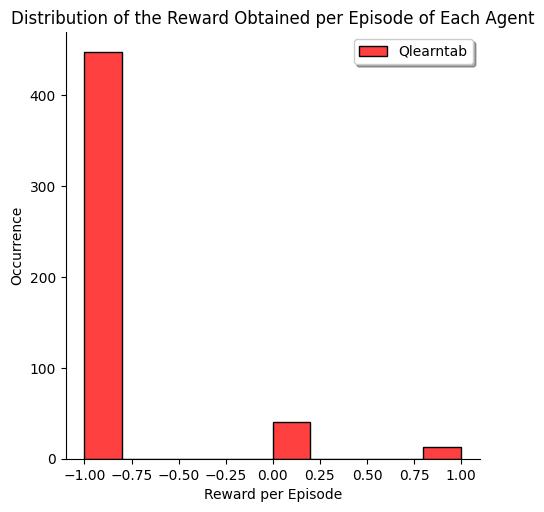 Distribution of the Reward Obtained per Episode of Each Agent
Qlearntab
Occurrence
400
300
200
100
0
−1.00 −0.75 −0.50 −0.25 0.00 0.25 0.50 0.75 1.00
Reward per Episode